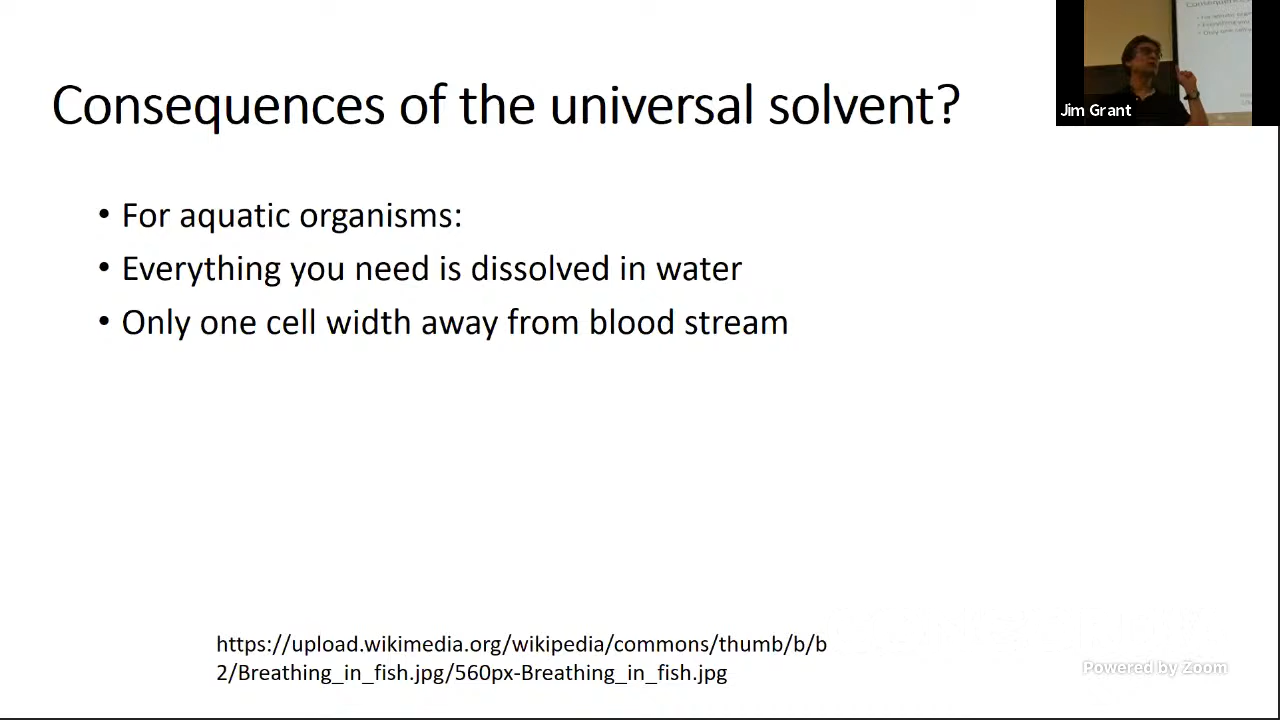 Consequences of the universal solvent?
Jim Grant
• For aquatic organisms:
• Everything you need is dissolved in water
• Only one cell width away from blood stream
https://upload.wikimedia.org/wikipedia/commons/thumb/b/b
2/Breathing_in_fish.jpg/560px-Breathing_in_fish.jpg
Powered by Zoom